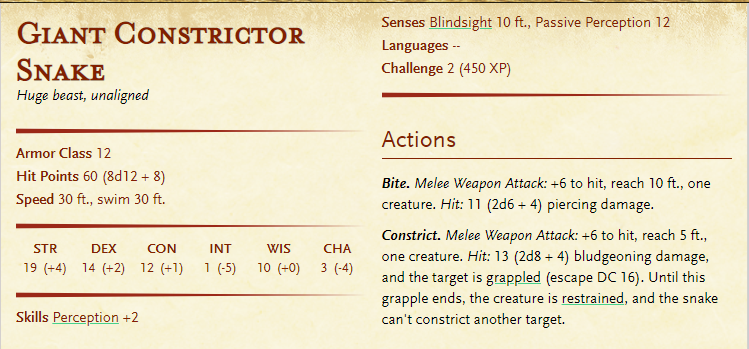 Giant Constrictor
Snake
Huge beast, unaligned
Armor Class 12
Hit Points 60 (8d12 + 8)
Speed 30 ft., swim 30 ft.
STR DEX CON INT WIS CHA
19 (+4) 14 (+2) 12 (+1) 1 (-5) 10 (+0) 3 (-4)
Skills Perception +2
Senses Blindsight 10 ft., Passive Perception 12
Languages --
Challenge 2 (450 XP)
Actions
Bite. Melee Weapon Attack: +6 to hit, reach 10 ft., one
creature. Hit: 11 (2d6 + 4) piercing damage.
Constrict. Melee Weapon Attack: +6 to hit, reach 5 ft.,
one creature. Hit: 13 (2d8 + 4) bludgeoning damage,
and the target is grappled (escape DC 16). Until this
grapple ends, the creature is restrained, and the snake
can't constrict another target.